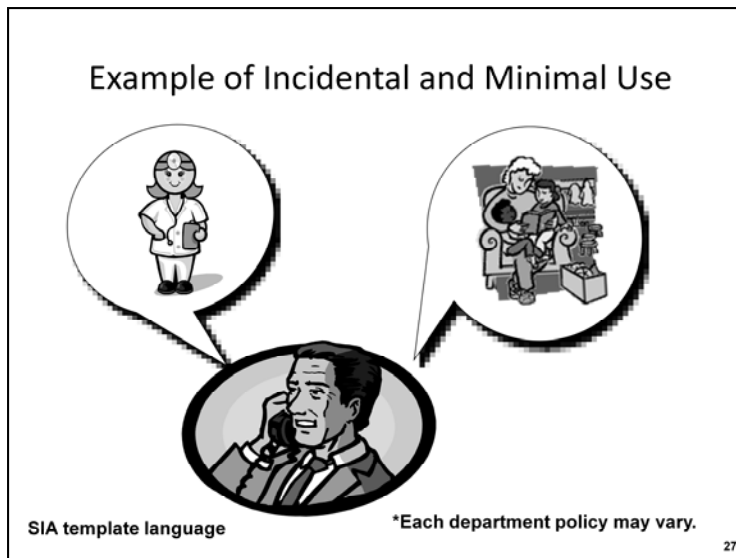 Example of Incidental and Minimal Use
SIA template language
*Each department policy may vary.
27